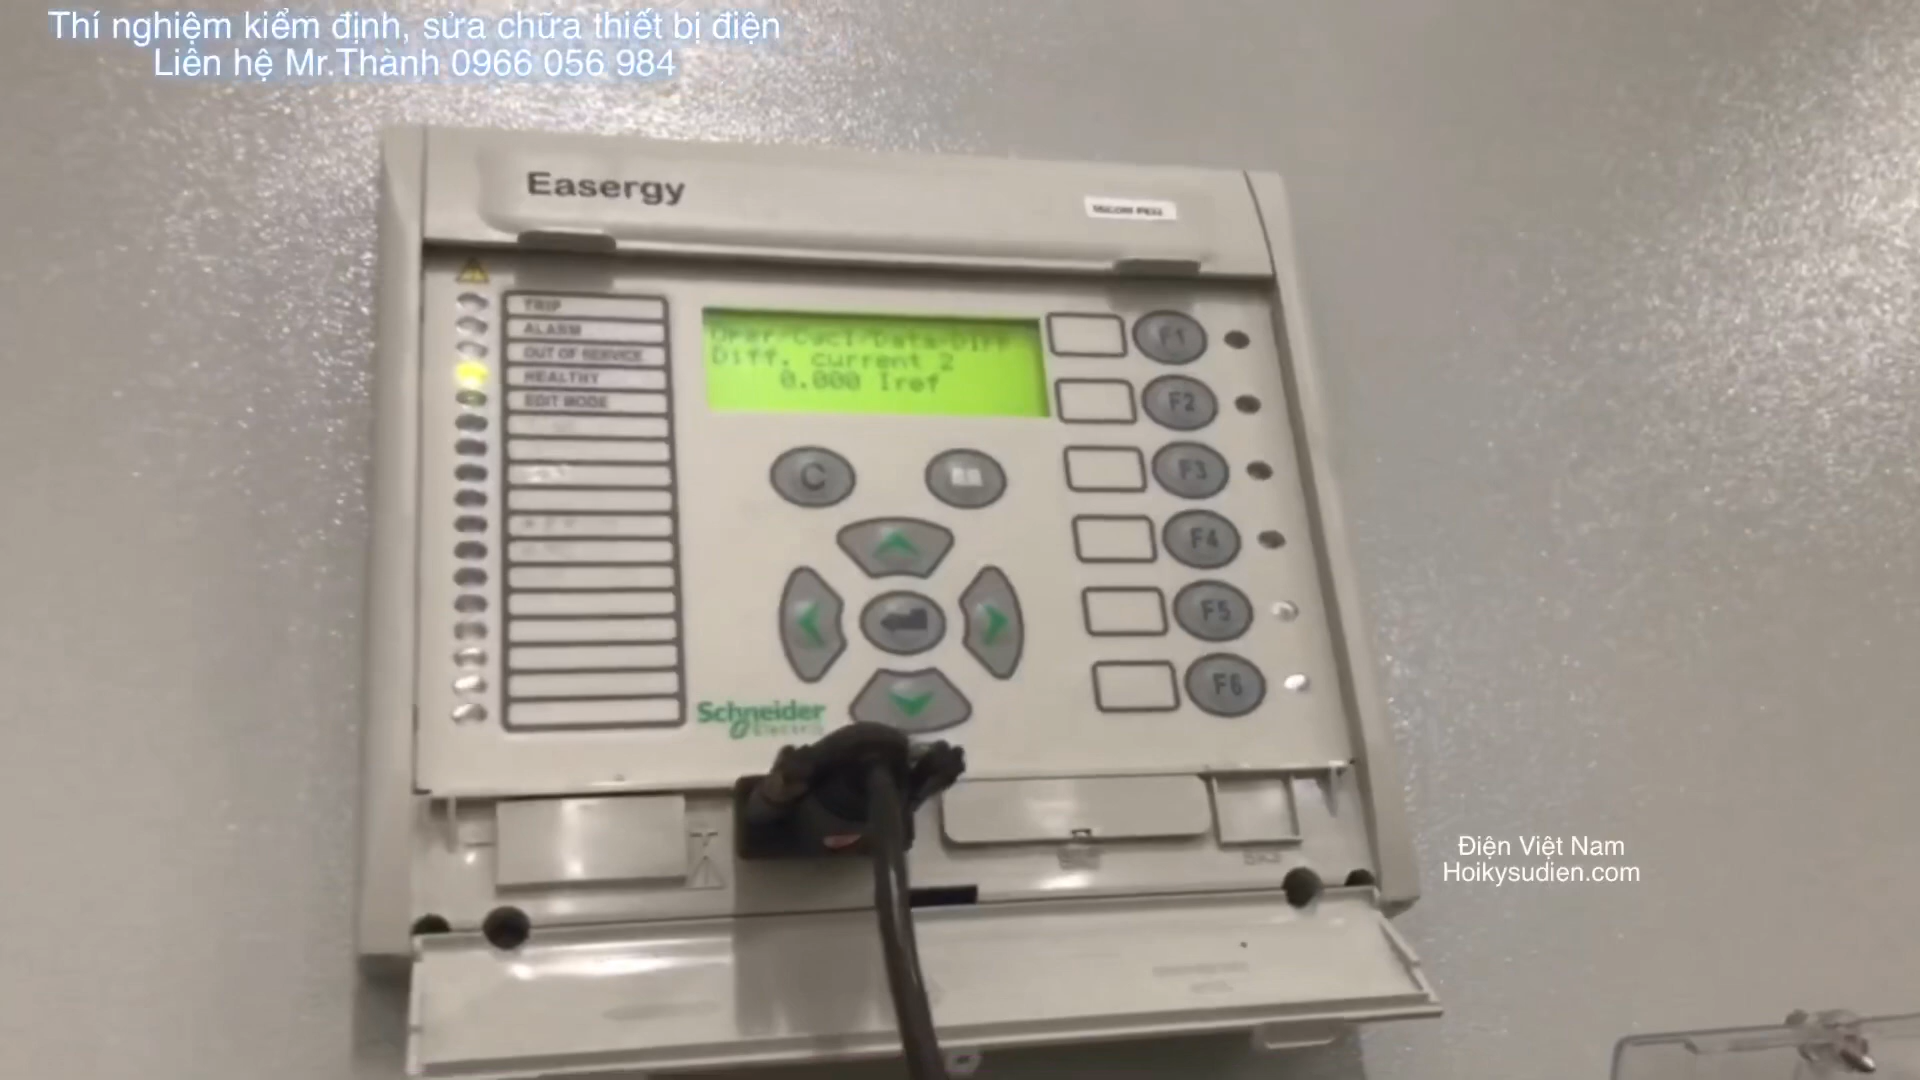 Thí nghiệm kiểm định, sửa chữa thiết bị điện
Liên hệ Mr.Thành 0966 056 984
Easergy
TRIP
ALARM
OUT OF SERVICE
HEALTHY
EDIT MODE
Oper/Cycl/Data/Diff
Diff. current 2
0.000 Iref
C
F1
F2
F3
F4
F5
F6
Schneider
Electric
Điện Việt Nam
Hoikysudien.com